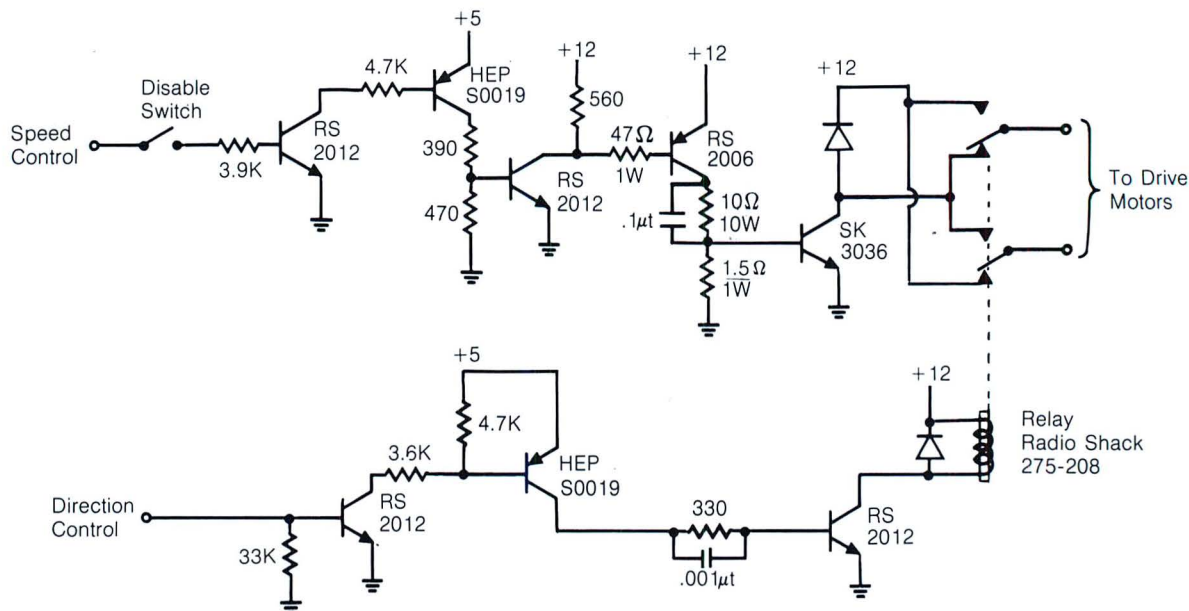 +5
+12
+12
+12
4.7K
HEP
S0019
Disable
Switch
560
Speed
Control
3.9K
RS
2012
390
470
RS
2012
47Ω
1W
RS
2006
.1µt
10Ω
10W
1.5Ω
1W
SK
3036
To Drive
Motors
+5
4.7K
3.6K
HEP
S0019
+12
Relay
Radio Shack
275-208
Direction
Control
RS
2012
33K
330
.001µt
RS
2012